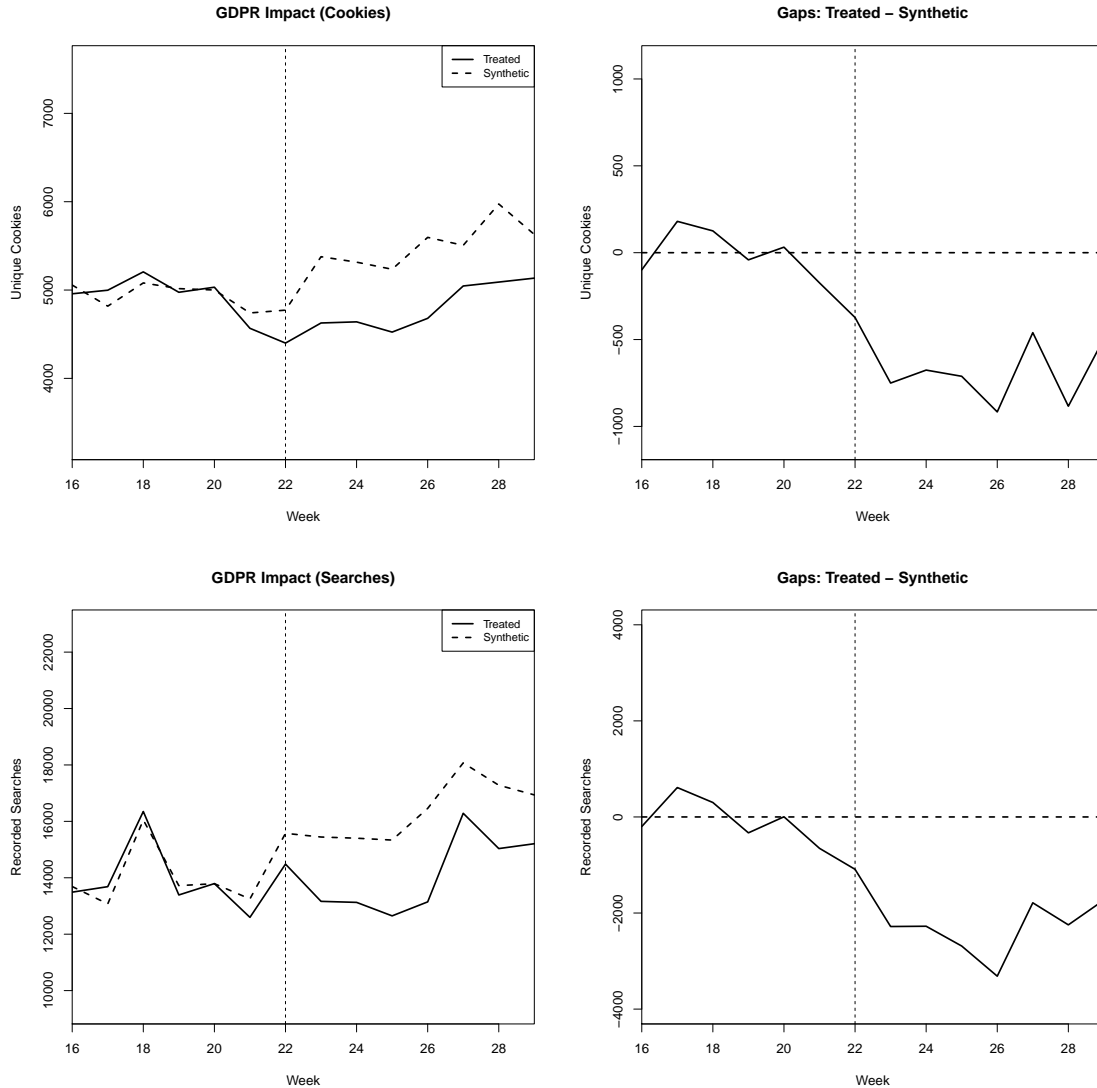 GDPR Impact (Cookies)
Unique Cookies
7000
6000
5000
4000
Treated
Synthetic
16 18 20 22 24 26 28
Week
Gaps: Treated − Synthetic
Unique Cookies
1000
500
0
−500
−1000
16 18 20 22 24 26 28
Week
GDPR Impact (Searches)
Recorded Searches
22000
20000
18000
16000
14000
12000
10000
Treated
Synthetic
16 18 20 22 24 26 28
Week
Gaps: Treated − Synthetic
Recorded Searches
4000
2000
0
−2000
−4000
16 18 20 22 24 26 28
Week